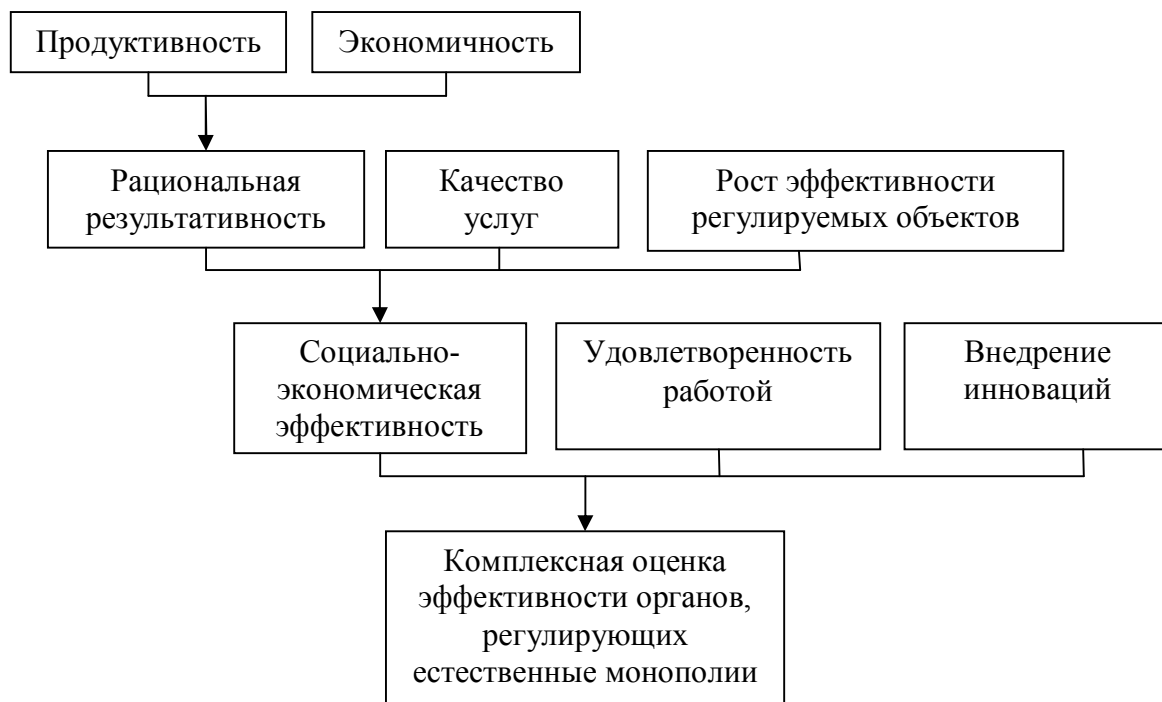 Продуктивность
Экономичность
Рациональная
результативность
Качество
услуг
Рост эффективности
регулируемых объектов
Социально-
экономическая
эффективность
Удовлетворенность
работой
Внедрение
инноваций
Комплексная оценка
эффективности органов,
регулирующих
естественные монополии